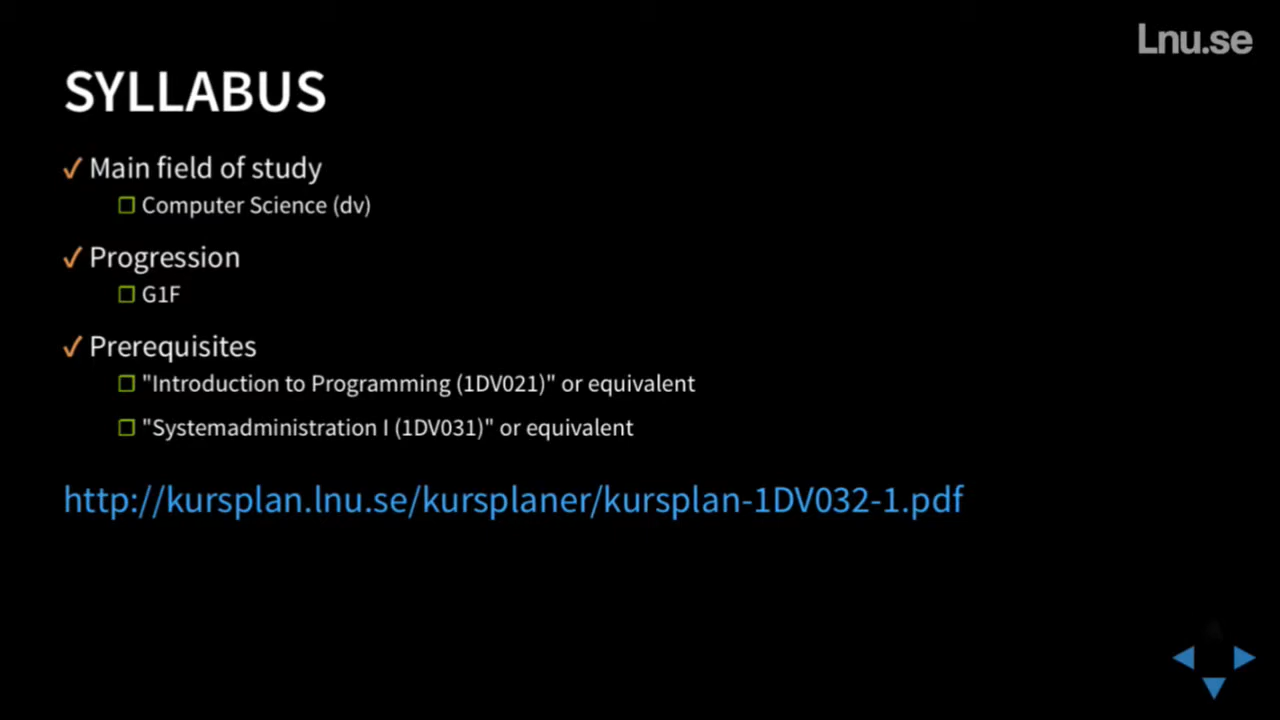 Lnu.se
SYLLABUS
Main field of study
Computer Science (dv)
Progression
G1F
Prerequisites
"Introduction to Programming (1DV021)" or equivalent
"Systemadministration I (1DV031)" or equivalent
http://kursplan.lnu.se/kursplaner/kursplan-1DV032-1.pdf